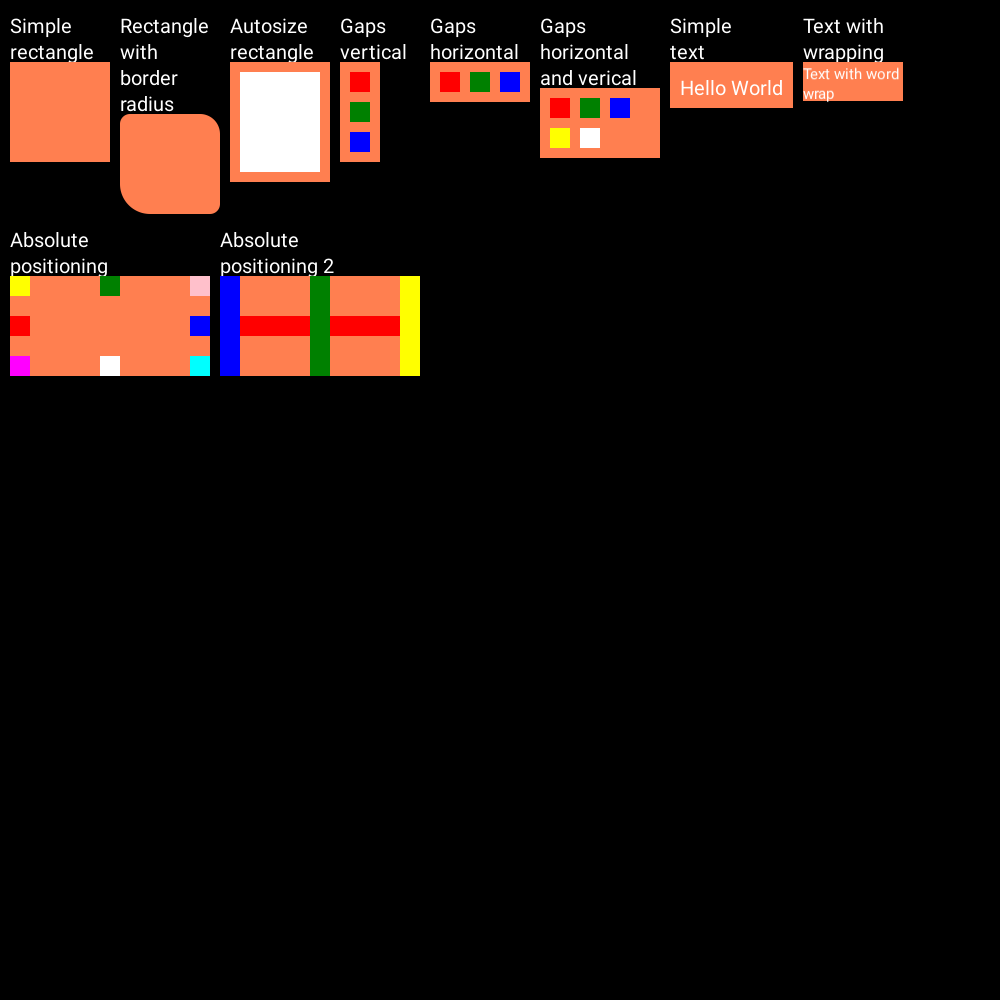 Simple
rectangle
Rectangle
with
border
radius
Autosize
rectangle
Gaps
vertical
Gaps
horizontal
Gaps
horizontal
and verical
Simple
text
Hello World
Text with
wrapping
Text with word
wrap
Absolute
positioning
Absolute
positioning 2